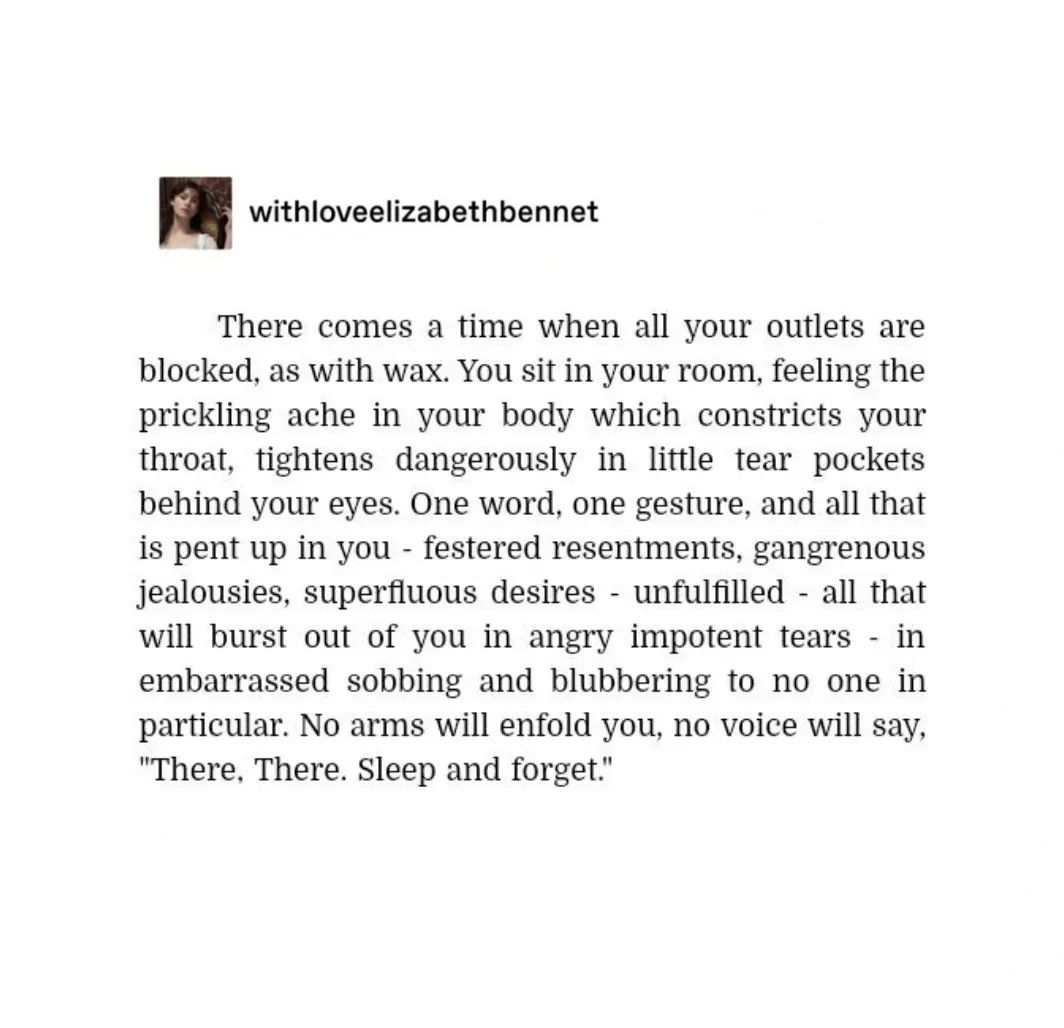 withloveelizabethbennet
There comes a time when all your outlets are
blocked, as with wax. You sit in your room, feeling the
prickling ache in your body which constricts your
throat, tightens dangerously in little tear pockets
behind your eyes. One word, one gesture, and all that
is pent up in you - festered resentments, gangrenous
jealousies, superfluous desires - unfulfilled - all that
will burst out of you in angry impotent tears - in
embarrassed sobbing and blubbering to no one in
particular. No arms will enfold you, no voice will say,
"There, There. Sleep and forget."